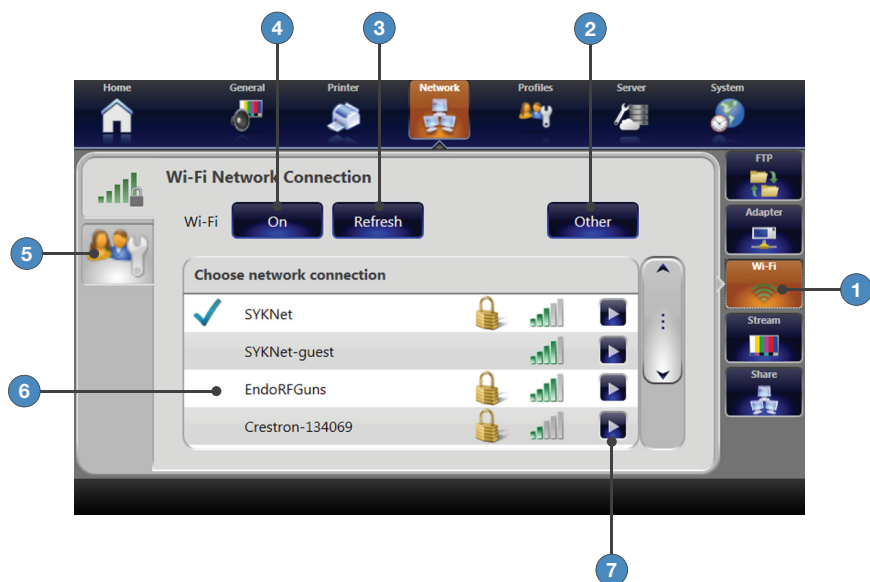 4 3 2
Home General Printer Network Profiles Server System
FTP
Wi-Fi Network Connection
Adapter
Wi-Fi On Refresh Other
5
Wi-Fi
Choose network connection
1
SYKNet
Stream
SYKNet-guest
Share
6 EndoRFGuns
Crestron-134069
7